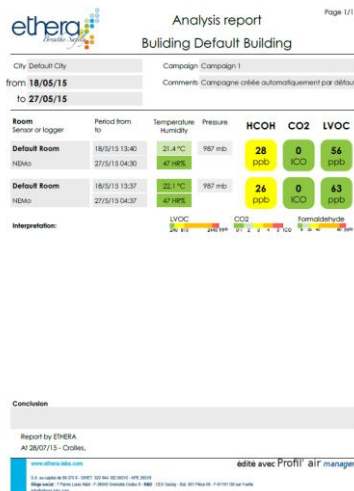 Page 1/1
ethera
Breathe Safely
Analysis report
Buliding Default Building
City Default City
Campaign Campaign 1
from 18/05/15
Comments Campagne créée automatiquement par défaut
to 27/05/15
Room
Sensor or logger
Period from
to
Temperature
Humidity
Pressure
HCOH
CO2
LVOC
Default Room
18/5/15 13:40
21.4 °C
987 mb
28
ppb
0
ICO
56
ppb
NEMo
27/5/15 04:30
47 HR%
Default Room
18/5/15 13:37
22.1 °C
987 mb
26
ppb
0
ICO
63
ppb
NEMo
27/5/15 04:37
47 HR%
Interpretation:
LVOC
CO2
Formaldehyde
Conclusion
Report by ETHERA
At 28/07/15 - Crolles,
www.ethera-labs.com
édité avec Profil' air manager